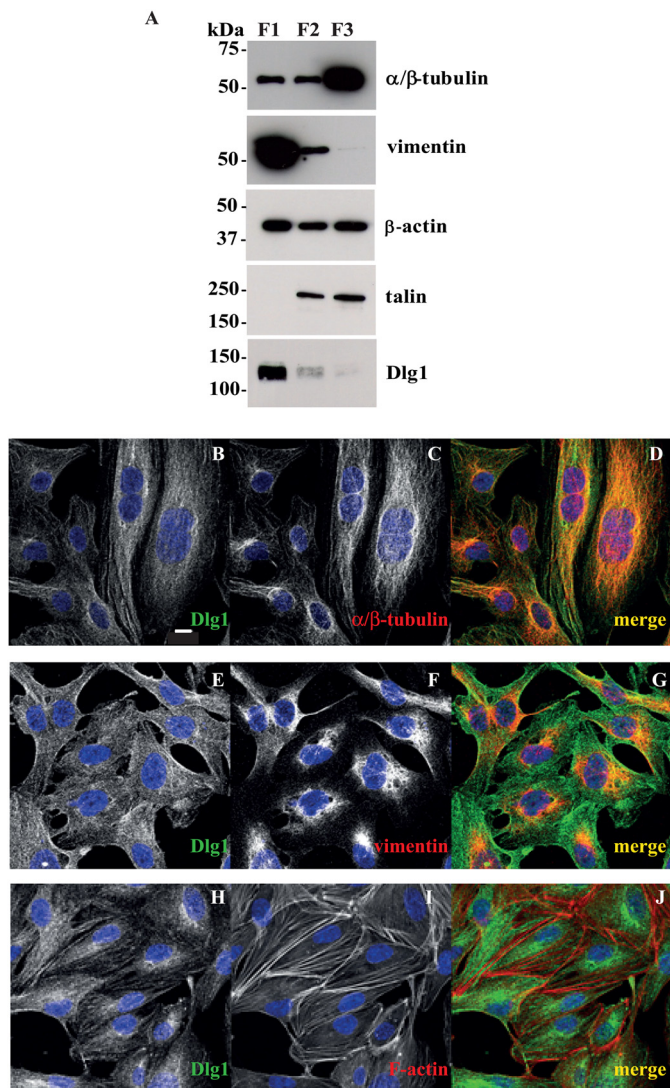 A
kDa F1 F2 F3
75-
50-
α/β-tubulin
50-
vimentin
50-
37-
β-actin
250-
150-
talin
150-
100-
Dlg1
B
Dlg1
C
α/β-tubulin
D
merge
E
Dlg1
F
vimentin
G
merge
H
Dlg1
I
F-actin
J
merge